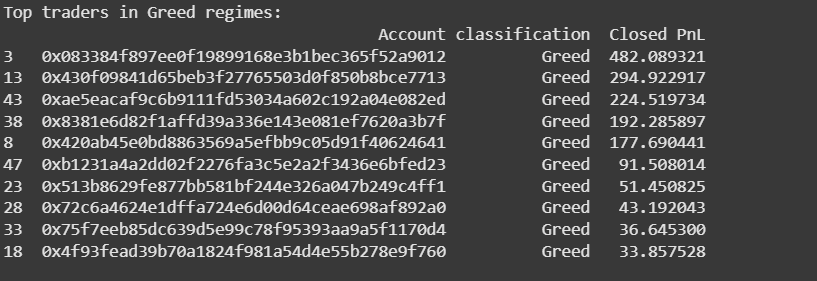 Top traders in Greed regimes:
Account classification Closed PnL
3 0x083384f897ee0f19899168e3b1bec365f52a9012 Greed 482.089321
13 0x430f09841d65beb3f27765503d0f850b8bce7713 Greed 294.922917
43 0xae5eacaf9c6b9111fd53034a602c192a04e082ed Greed 224.519734
38 0x8381e6d82f1affd39a336e143e081ef7620a3b7f Greed 192.285897
8 0x420ab45e0bd8863569a5efbb9c05d91f40624641 Greed 177.690441
47 0xb1231a4a2dd02f2276fa3c5e2a2f3436e6bfed23 Greed 91.508014
23 0x513b8629fe877bb581bf244e326a047b249c4ff1 Greed 51.450825
28 0x72c6a4624e1dffa724e6d00d64ceae698af892a0 Greed 43.192043
33 0x75f7eeb85dc639d5e99c78f95393aa9a5f1170d4 Greed 36.645300
18 0x4f93fead39b70a1824f981a54d4e55b278e9f760 Greed 33.857528